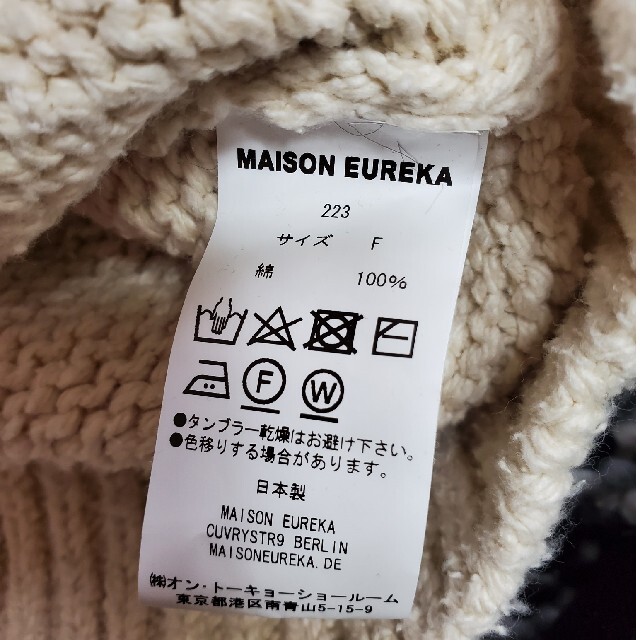 MAISON EUREKA
223
サイズ F
綿 100%
F W
●タンブラー乾燥はお避け下さい。
●色移りする場合があります。
日本製
MAISON EUREKA
CUVRYSTR9 BERLIN
MAISONEUREKA.DE
㈱オン・トーキョーショールーム
東京都港区南青山5-15-9